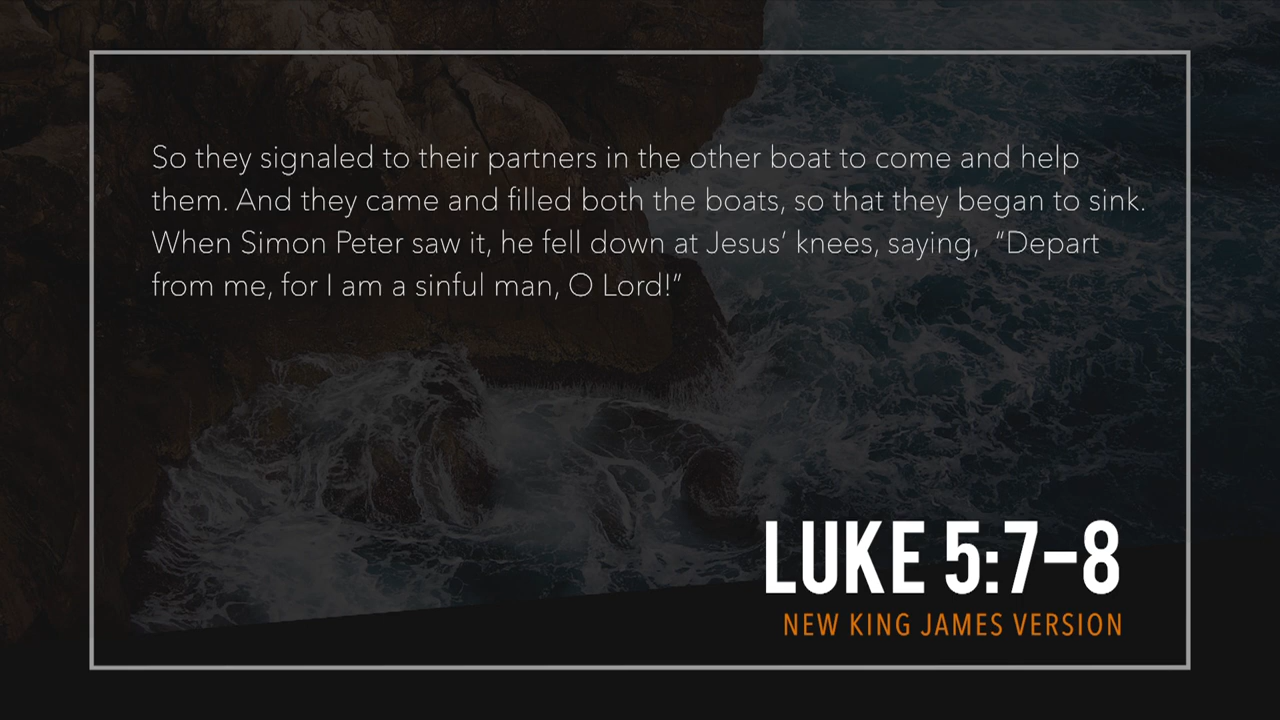 So they signaled to their partners in the other boat to come and help
them. And they came and filled both the boats, so that they began to sink.
When Simon Peter saw it, he fell down at Jesus’ knees, saying,  “Depart
from me, for I am a sinful man, O Lord!”
LUKE 5:7–8
NEW KING JAMES VERSION